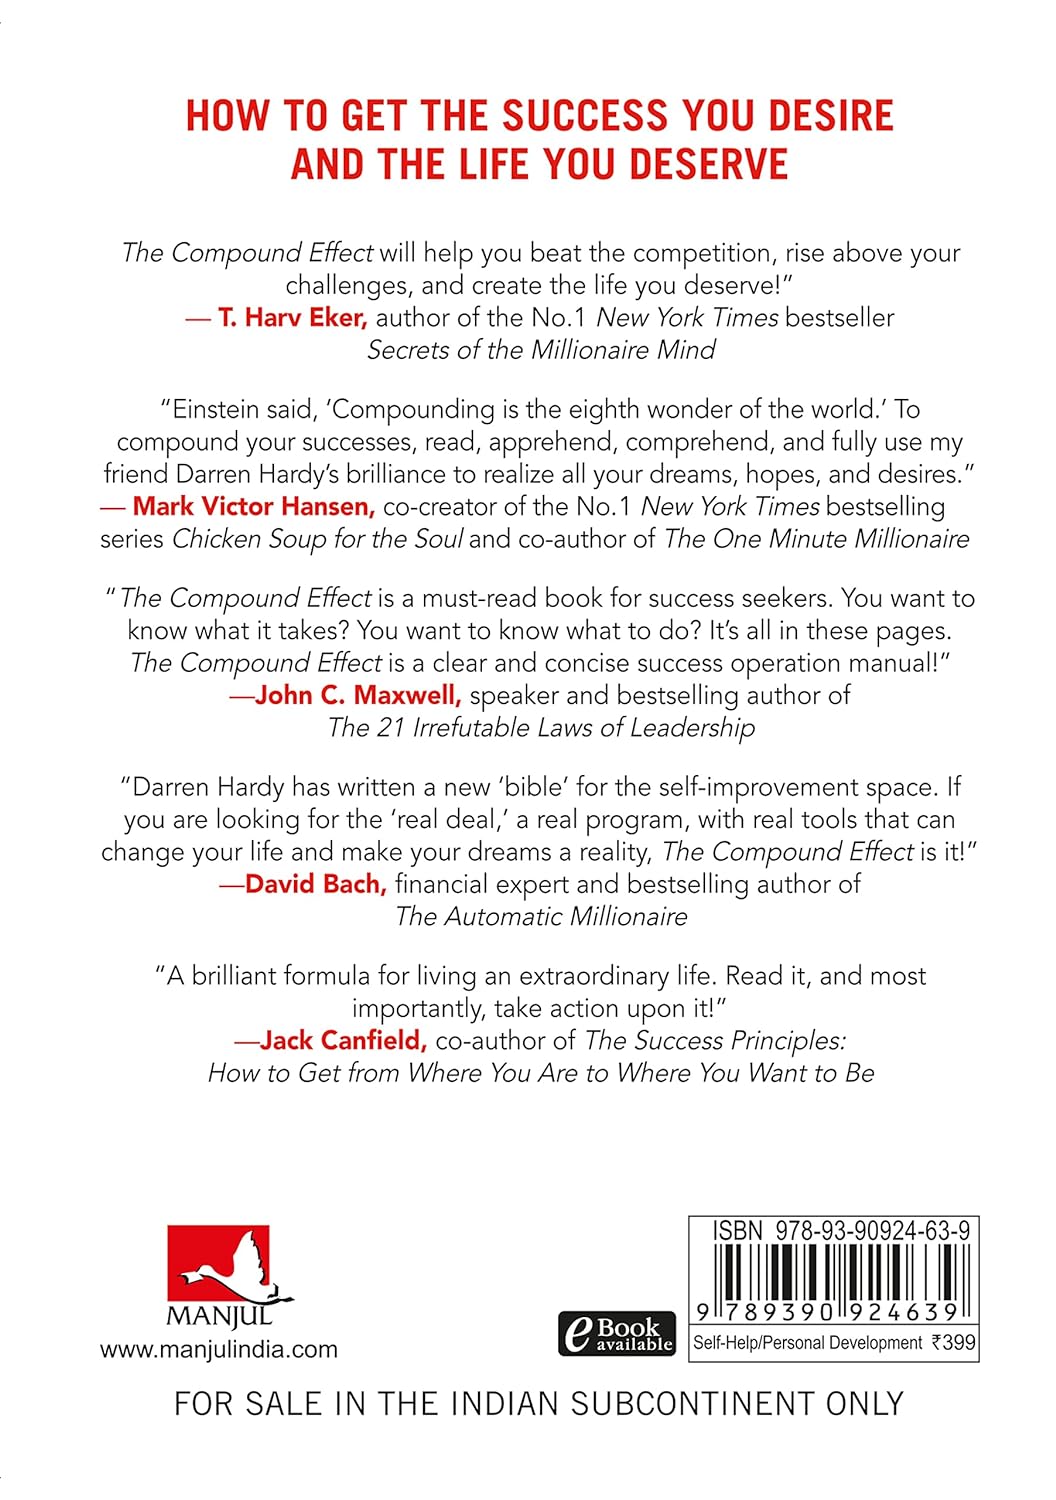 HOW TO GET THE SUCCESS YOU DESIRE
AND THE LIFE YOU DESERVE
The Compound Effect will help you beat the competition, rise above your
challenges, and create the life you deserve!”
— T. Harv Eker, author of the No.1 New York Times bestseller
Secrets of the Millionaire Mind
“Einstein said, ‘Compounding is the eighth wonder of the world.’ To
compound your successes, read, apprehend, comprehend, and fully use my
friend Darren Hardy’s brilliance to realize all your dreams, hopes, and desires.”
— Mark Victor Hansen, co-creator of the No.1 New York Times bestselling
series Chicken Soup for the Soul and co-author of The One Minute Millionaire
“The Compound Effect is a must-read book for success seekers. You want to
know what it takes? You want to know what to do? It’s all in these pages.
The Compound Effect is a clear and concise success operation manual!”
—John C. Maxwell, speaker and bestselling author of
The 21 Irrefutable Laws of Leadership
“Darren Hardy has written a new ‘bible’ for the self-improvement space. If
you are looking for the ‘real deal,’ a real program, with real tools that can
change your life and make your dreams a reality, The Compound Effect is it!”
—David Bach, financial expert and bestselling author of
The Automatic Millionaire
“A brilliant formula for living an extraordinary life. Read it, and most
importantly, take action upon it!”
—Jack Canfield, co-author of The Success Principles:
How to Get from Where You Are to Where You Want to Be
MANJUL
www.manjulindia.com
eBook
available
ISBN 978-93-90924-63-9
9 789390 924639
Self-Help/Personal Development ₹399
FOR SALE IN THE INDIAN SUBCONTINENT ONLY